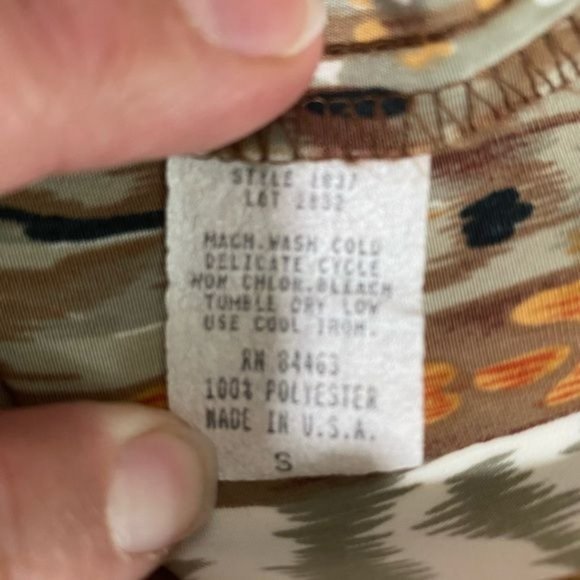 STYLE 1837
LOT 2832
MACH.WASH COLD
DELICATE CYCLE
NON CHLOR.BLEACH
TUMBLE DRY LOW
USE COOL IRON.
RN 84463
100% POLYESTER
MADE IN U.S.A.
S